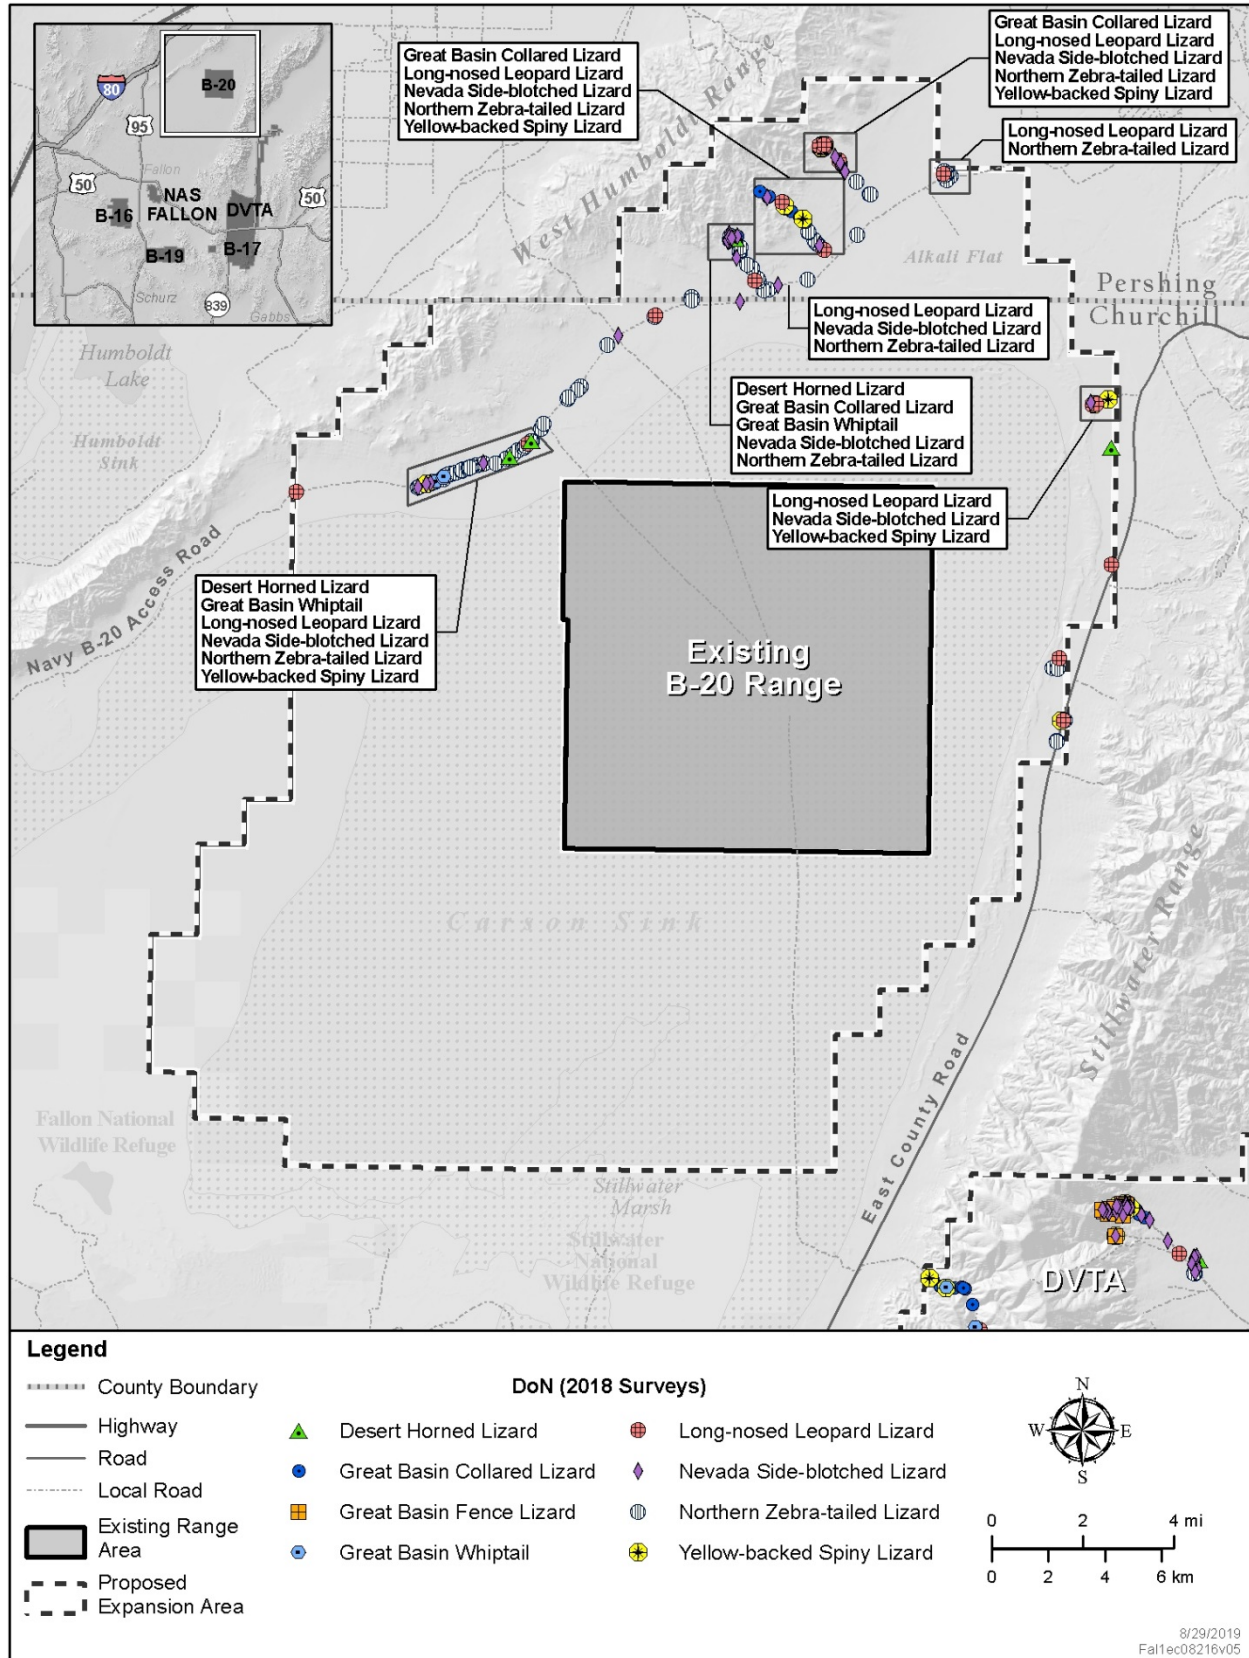 80
95
50
50
B-20
Fallon
NAS
FALLON
DVTA
B-16
B-17
B-19
Schurz
839
Gabbs
Great Basin Collared Lizard
Long-nosed Leopard Lizard
Nevada Side-blotched Lizard
Northern Zebra-tailed Lizard
Yellow-backed Spiny Lizard
Great Basin Collared Lizard
Long-nosed Leopard Lizard
Nevada Side-blotched Lizard
Northern Zebra-tailed Lizard
Yellow-backed Spiny Lizard
Long-nosed Leopard Lizard
Northern Zebra-tailed Lizard
West Humboldt Range
Alkali Flat
Pershing
Churchill
Humboldt
Lake
Humboldt
Sink
Long-nosed Leopard Lizard
Nevada Side-blotched Lizard
Northern Zebra-tailed Lizard
Desert Horned Lizard
Great Basin Collared Lizard
Great Basin Whiptail
Nevada Side-blotched Lizard
Northern Zebra-tailed Lizard
Long-nosed Leopard Lizard
Nevada Side-blotched Lizard
Yellow-backed Spiny Lizard
Navy B-20 Access Road
Desert Horned Lizard
Great Basin Whiptail
Long-nosed Leopard Lizard
Nevada Side-blotched Lizard
Northern Zebra-tailed Lizard
Yellow-backed Spiny Lizard
Existing
B-20 Range
Carson Sink
Stillwater Range
East County Road
Fallon National
Wildlife Refuge
Stillwater
Marsh
Stillwater
National
Wildlife Refuge
DVTA
Legend
County Boundary
Highway
Road
Local Road
Existing Range
Area
Proposed
Expansion Area
DoN (2018 Surveys)
Desert Horned Lizard
Great Basin Collared Lizard
Great Basin Fence Lizard
Great Basin Whiptail
Long-nosed Leopard Lizard
Nevada Side-blotched Lizard
Northern Zebra-tailed Lizard
Yellow-backed Spiny Lizard
N
W
E
S
0 2 4 mi
0 2 4 6 km
8/29/2019
Fal1ec08216v05